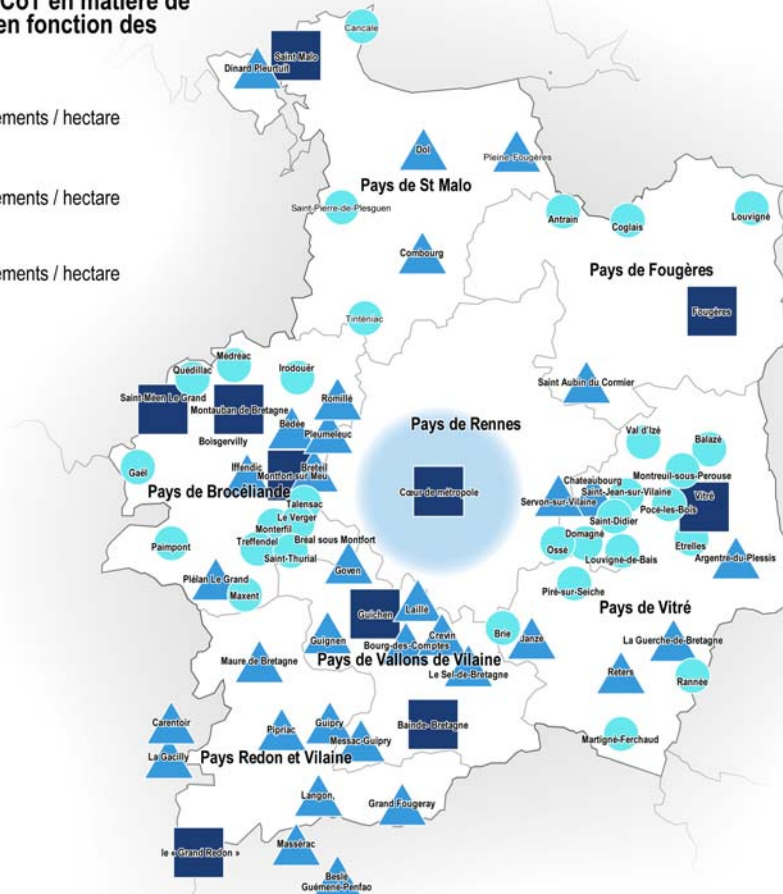 CoT en matière de
en fonction des
ements / hectare
ements / hectare
ements / hectare
Cancale
Saint Malo
Dinard Pleurtuit
Dol
Pleine-Fougères
Pays de St Malo
Saint-Pierre-de-Plesguen
Antrain
Coglais
Louvigné
Combourg
Pays de Fougères
Fougères
Tinténiac
Médréac
Quédillac
Irodouër
Saint Aubin du Cormier
Saint-Méen Le Grand
Montauban de Bretagne
Romillé
Bédée
Pleumeleuc
Boisgervilly
Pays de Rennes
Val d'Izé
Balazé
Gaël
Iffendic
Breteil
Montfort sur Meu
Montreuil-sous-Perouse
Chateaubourg
Saint-Jean-sur-Vilaine
Vitré
Pays de Brocéliande
Cœur de métropole
Servon-sur-Vilaine
Pocé-les-Bois
Talensac
Le Verger
Saint-Didier
Monterfil
Domagné
Paimpont
Treffendel
Bréal sous Montfort
Ossé
Etrelles
Saint-Thurial
Louvigné-de-Bais
Argentré-du-Plessis
Goven
Plélan Le Grand
Piré-sur-Seiche
Maxent
Laillé
Pays de Vitré
Guichen
Guignen
Crevin
Brie
Janzé
La Guerche-de-Bretagne
Bourg-des-Comptes
Maure de Bretagne
Pays de Vallons de Vilaine
Le Sel-de-Bretagne
Réters
Rannée
Carentoir
Pipriac
Guipry
Bainde-Bretagne
Messac-Guipry
Martigné-Ferchaud
La Gacilly
Pays Redon et Vilaine
Langon,
Grand Fougeray
Massérac
le « Grand Redon »
Beslé
Guémené-Penfao